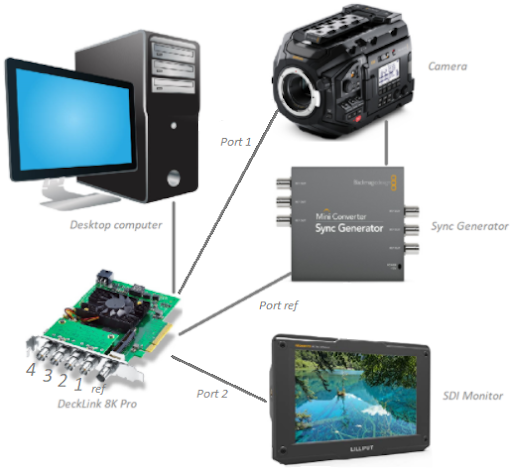 Camera
Port 1
Desktop computer
Blackmagicdesign
Mini Converter
Sync Generator
Sync Generator
Port ref
4 3 2 1 ref
DeckLink 8K Pro
Port 2
SDI Monitor
LILLIPUT